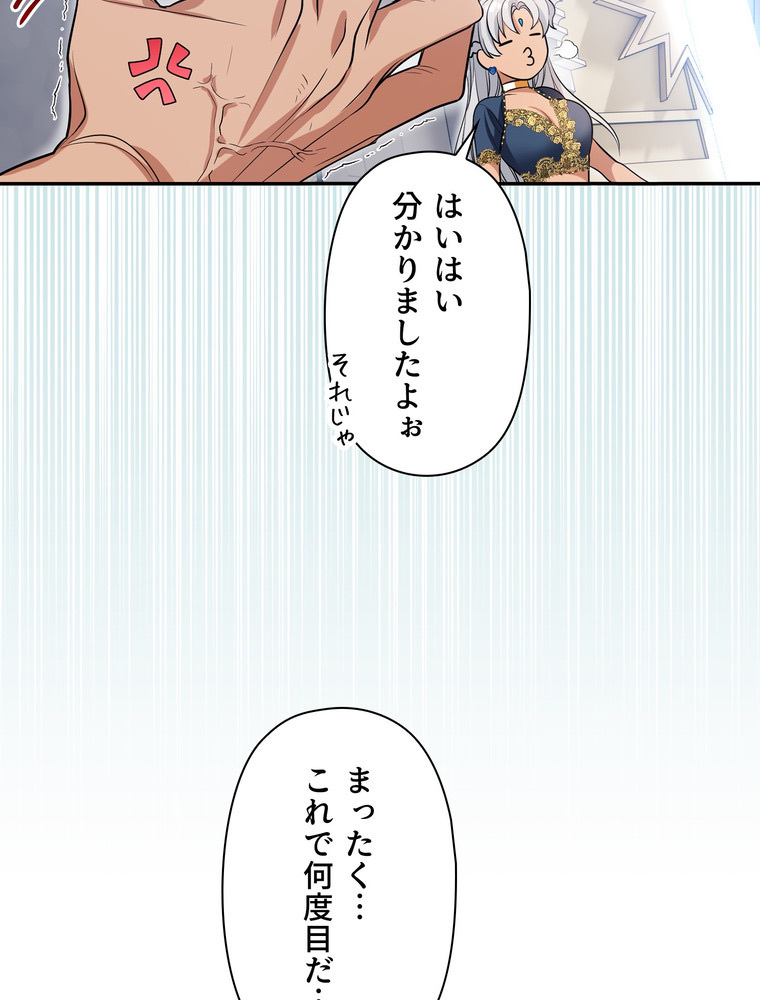 はいはい
分かりましたよぉ
それじゃ
まったく…
これで何度目だ…